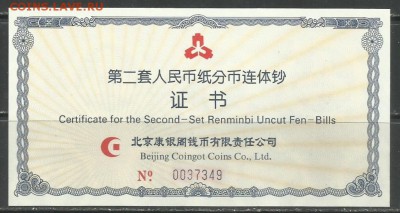 coins.lave.ru
第二套人民币纸分币连体钞
证 书
Certificate for the Second-Set Renminbi Uncut Fen-Bills
北京康银阁钱币有限责任公司
Beijing Coingot Coins Co., Ltd.
Nº 0037349